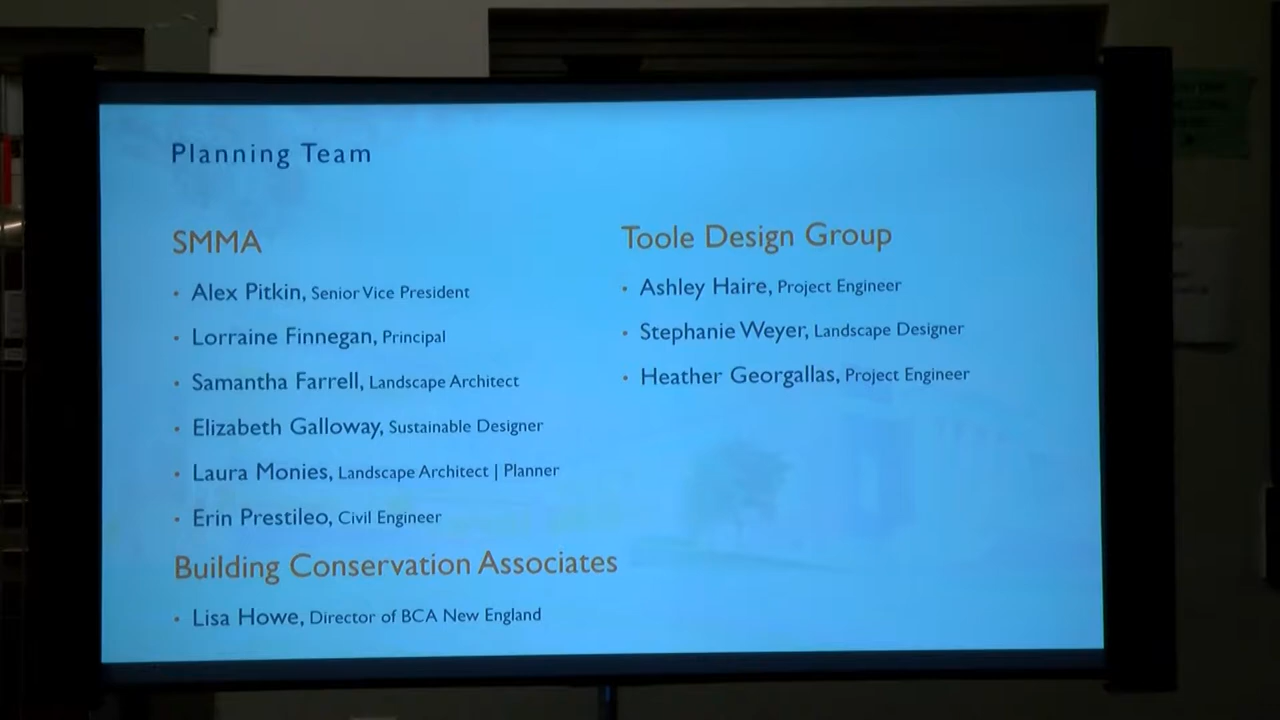 Planning Team
SMMA
• Alex Pitkin, Senior Vice President
• Lorraine Finnegan, Principal
• Samantha Farrell, Landscape Architect
• Elizabeth Galloway, Sustainable Designer
• Laura Monies, Landscape Architect | Planner
• Erin Prestileo, Civil Engineer
Building Conservation Associates
• Lisa Howe, Director of BCA New England
Toole Design Group
• Ashley Haire, Project Engineer
• Stephanie Weyer, Landscape Designer
• Heather Georgallas, Project Engineer